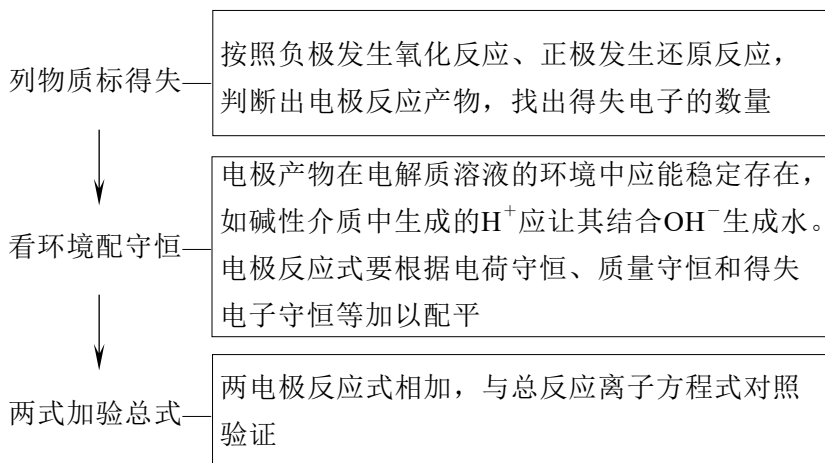 列物质标得失
按照负极发生氧化反应、正极发生还原反应，
判断出电极反应产物，找出得失电子的数量
看环境配守恒
电极产物在电解质溶液的环境中应能稳定存在，
如碱性介质中生成的H⁺应让其结合OH⁻生成水。
电极反应式要根据电荷守恒、质量守恒和得失
电子守恒等加以配平
两式加验总式
两电极反应式相加，与总反应离子方程式对照
验证